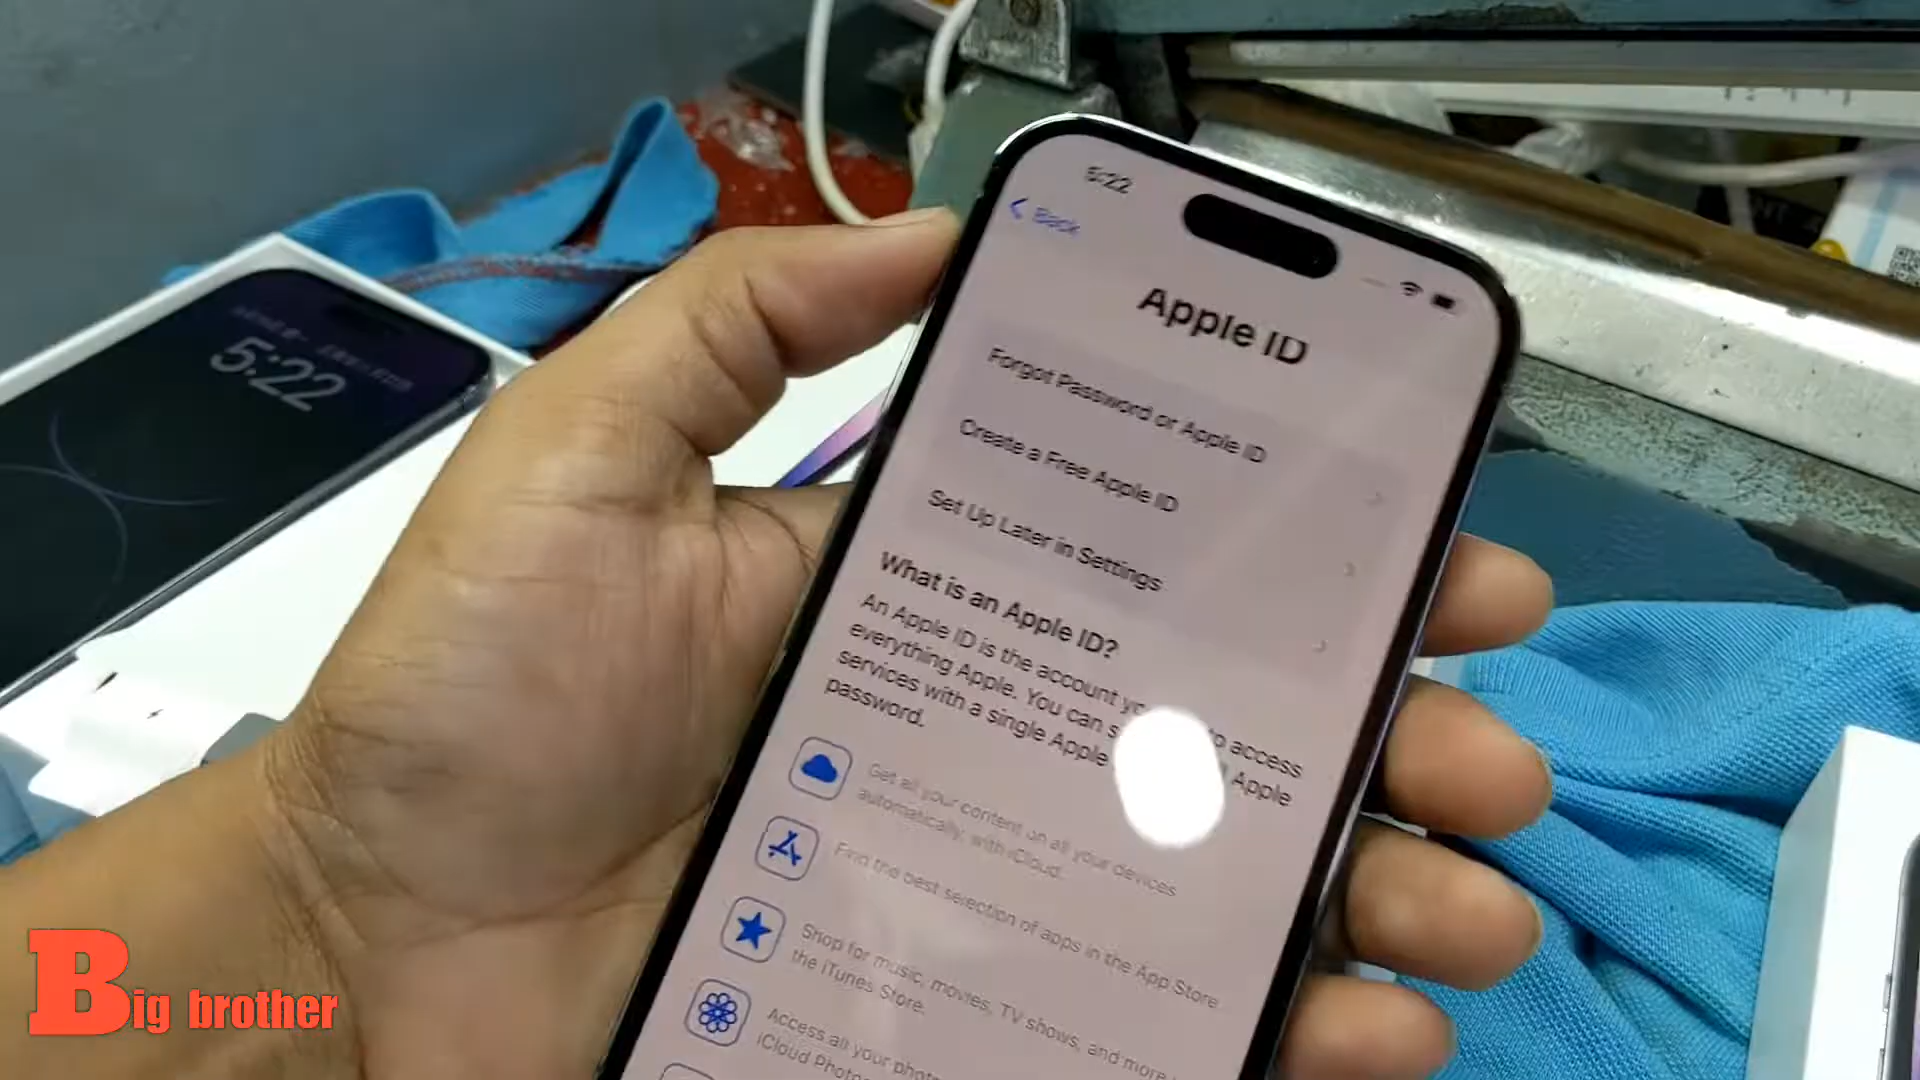 5:22
Back
Apple ID
Forgot Password or Apple ID
Create a Free Apple ID
Set Up Later in Settings
What is an Apple ID?
An Apple ID is the account yo to access
everything Apple. You can s Apple
services with a single Apple
password.
Get all your content on all your devices
automatically, with iCloud.
Find the best selection of apps in the App Store
Shop for music, movies, TV shows, and more
the iTunes Store.
Access all your phot
iCloud Photo
5:22
Big brother